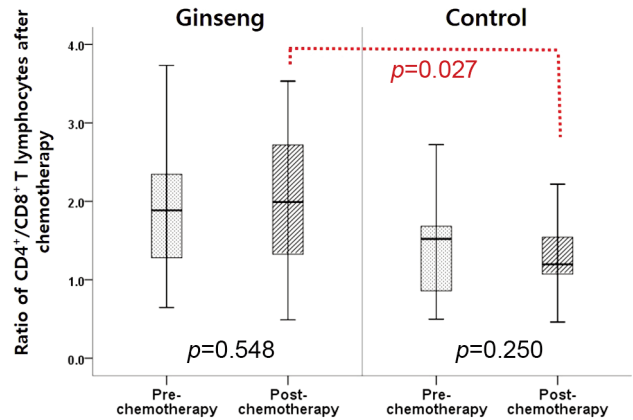 Ginseng
Control
Ratio of CD4⁺/CD8⁺ T lymphocytes after
chemotherapy
4.0
3.0
2.0
1.0
0.0
p=0.027
p=0.548
p=0.250
Pre-
chemotherapy
Post-
chemotherapy
Pre-
chemotherapy
Post-
chemotherapy